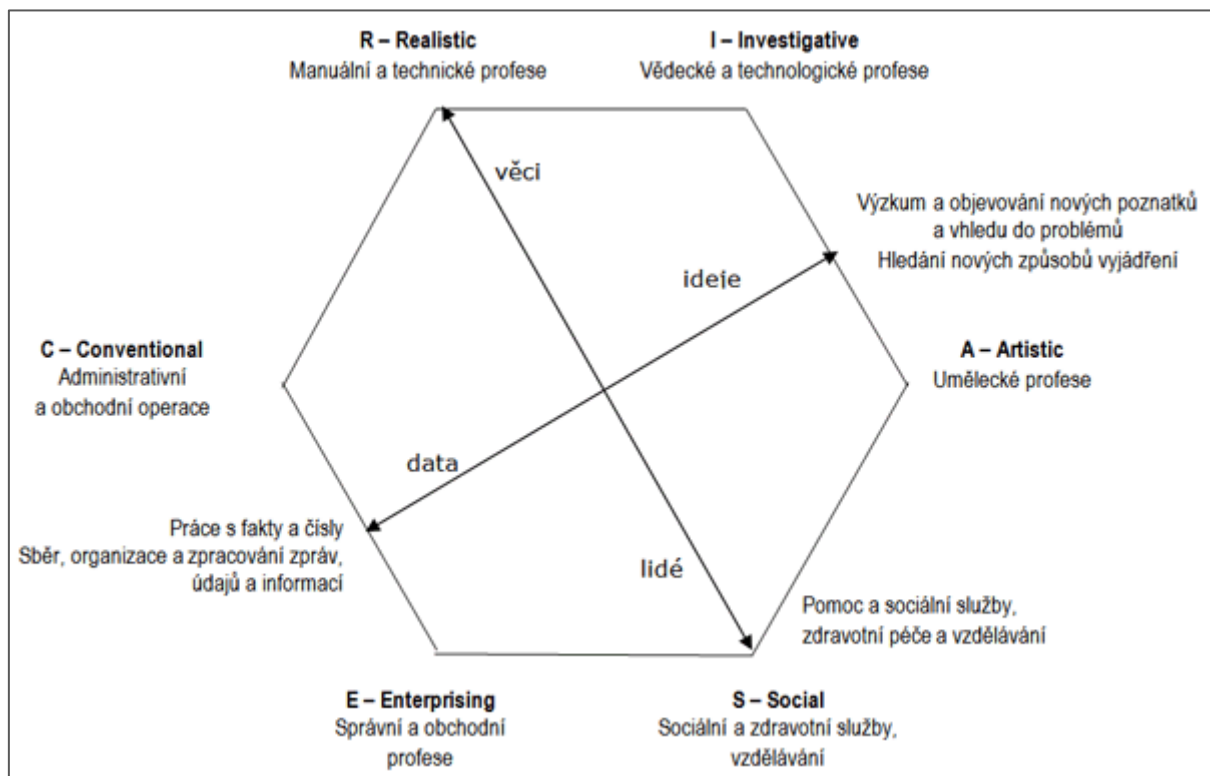 R – Realistic
Manuální a technické profese
I – Investigative
Vědecké a technologické profese
věci
Výzkum a objevování nových poznatků
a vhledu do problémů
Hledání nových způsobů vyjádření
ideje
C – Conventional
Administrativní
a obchodní operace
A – Artistic
Umělecké profese
data
Práce s fakty a čísly
Sběr, organizace a zpracování zpráv,
údajů a informací
lidé
Pomoc a sociální služby,
zdravotní péče a vzdělávání
E – Enterprising
Správní a obchodní
profese
S – Social
Sociální a zdravotní služby,
vzdělávání